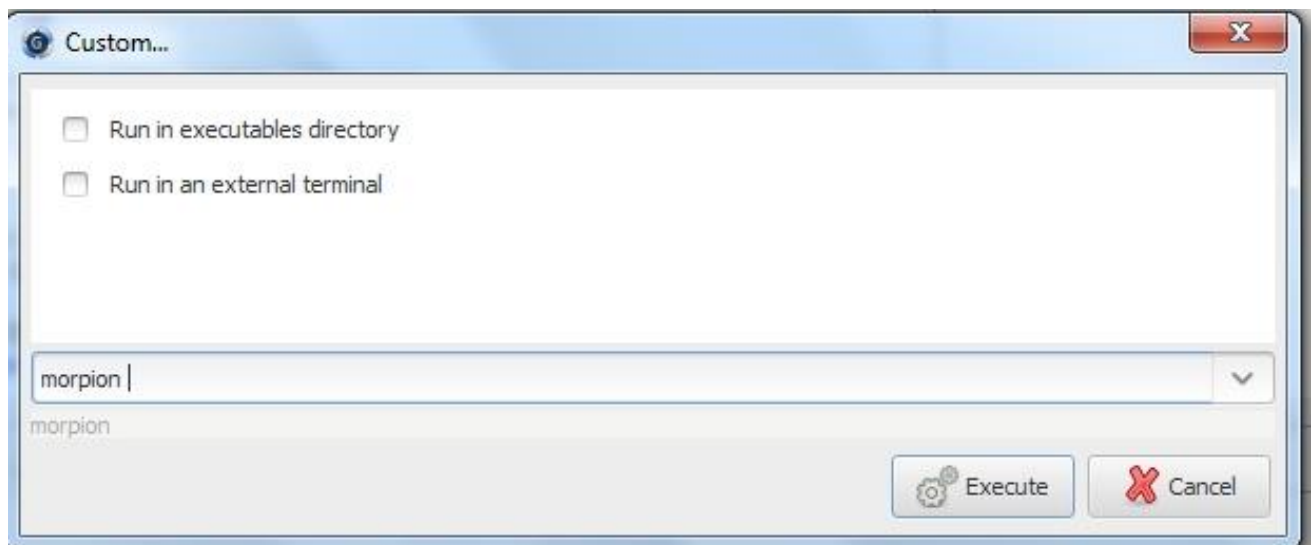 Custom...
Run in executables directory
Run in an external terminal
morpion
morpion
Execute
Cancel